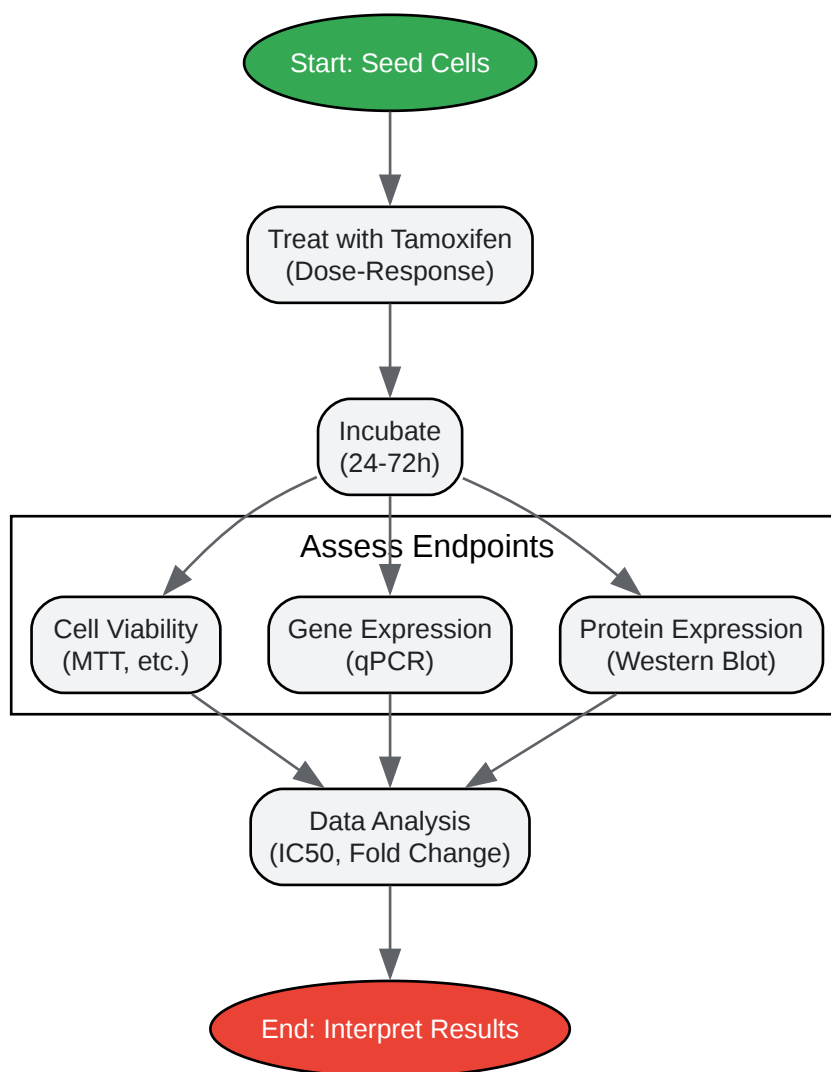 Start: Seed Cells
Treat with Tamoxifen
(Dose-Response)
Incubate
(24-72h)
Assess Endpoints
Cell Viability
(MTT, etc.)
Gene Expression
(qPCR)
Protein Expression
(Western Blot)
Data Analysis
(IC50, Fold Change)
End: Interpret Results